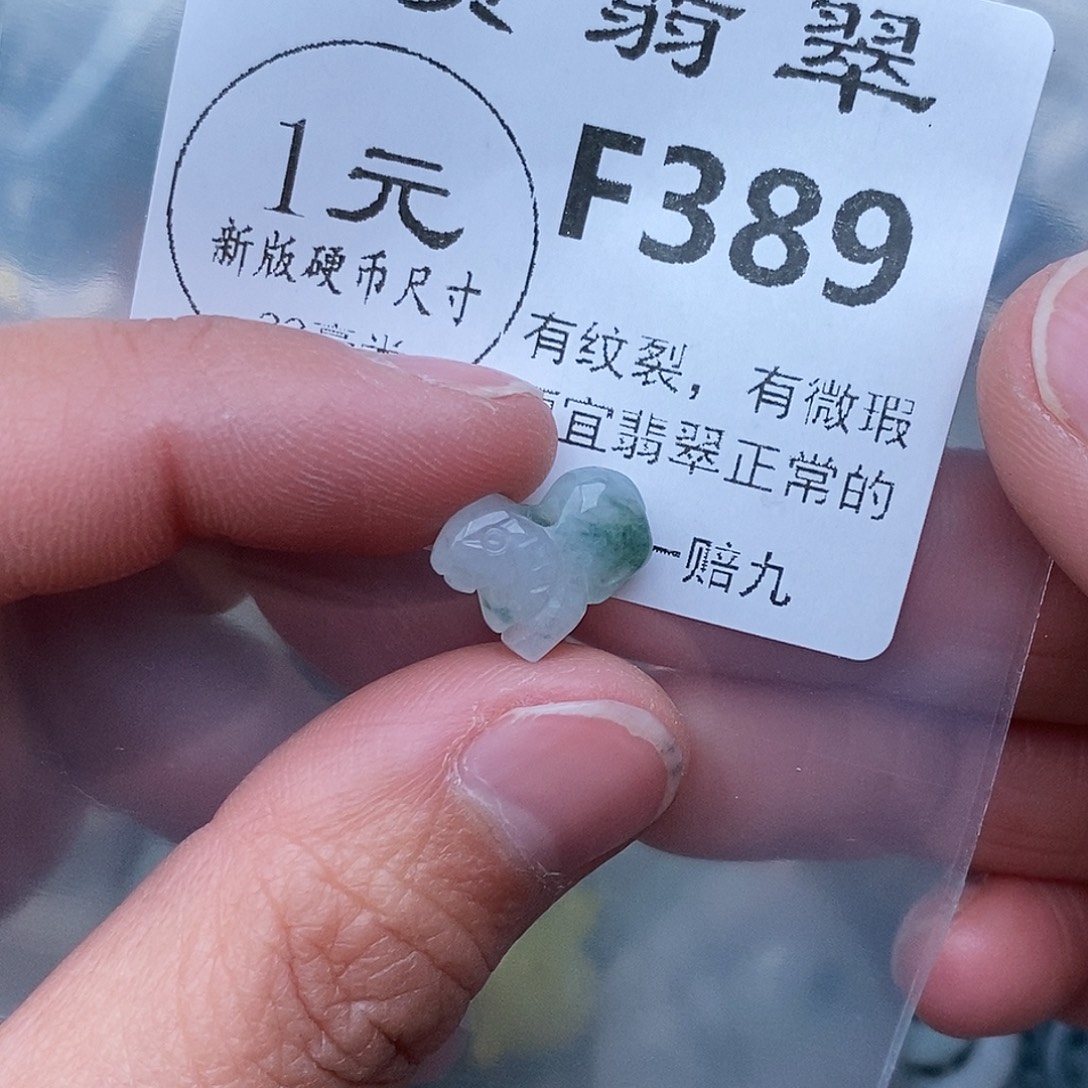 翡翠
F389
1元
新版硬币尺寸
有纹裂，有微瑕
宜翡翠正常的
一赔九